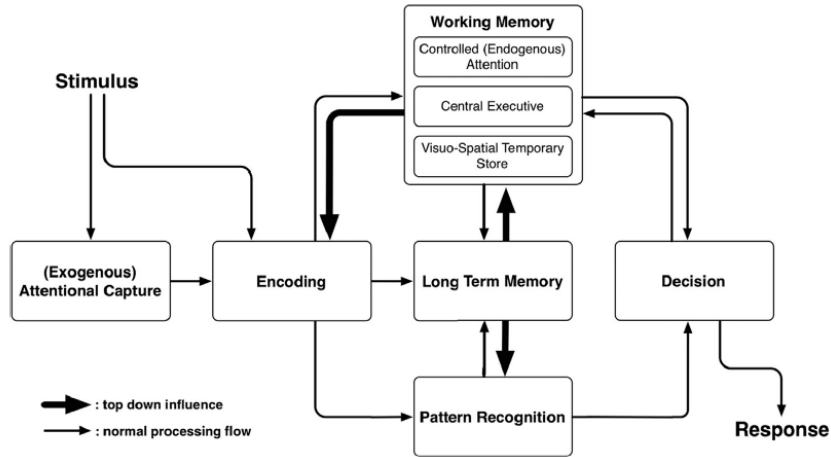 Working Memory
Controlled (Endogenous)
Attention
Central Executive
Visuo-Spatial Temporary
Store
Stimulus
(Exogenous)
Attentional Capture
Encoding
Long Term Memory
Decision
Pattern Recognition
Response
: top down influence
: normal processing flow